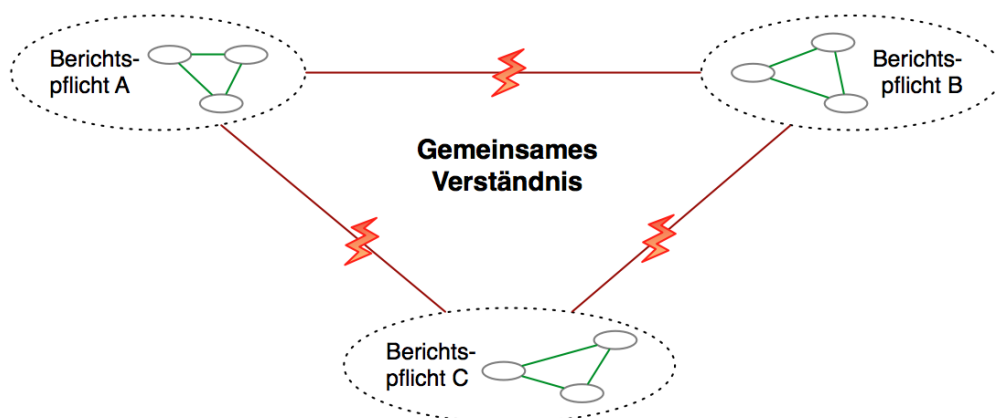 Berichts-
pflicht A
Berichts-
pflicht B
Gemeinsames
Verständnis
Berichts-
pflicht C